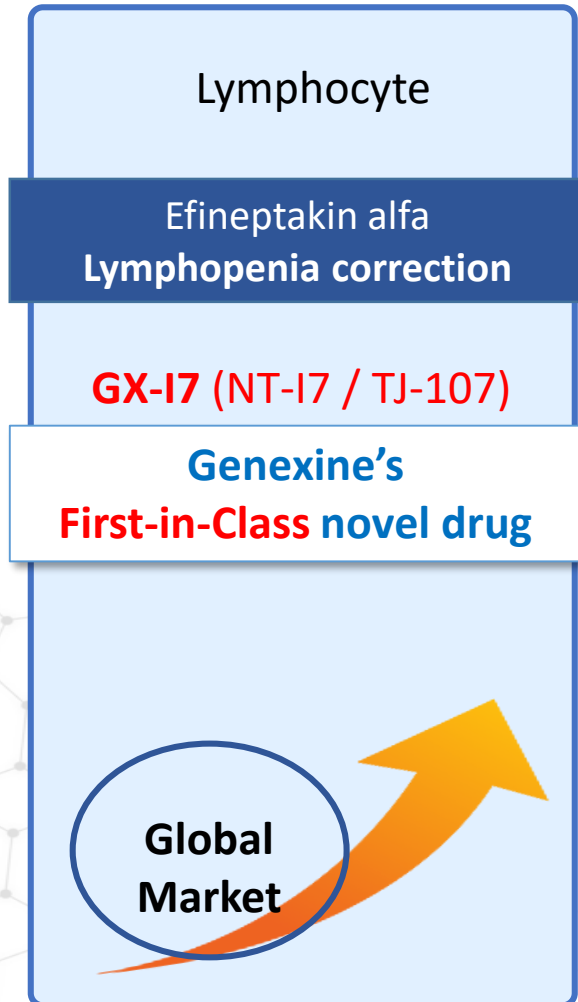 Lymphocyte
Efineptakin alfa
Lymphopenia correction
GX-I7 (NT-I7 / TJ-107)
Genexine’s
First-in-Class novel drug
Global
Market